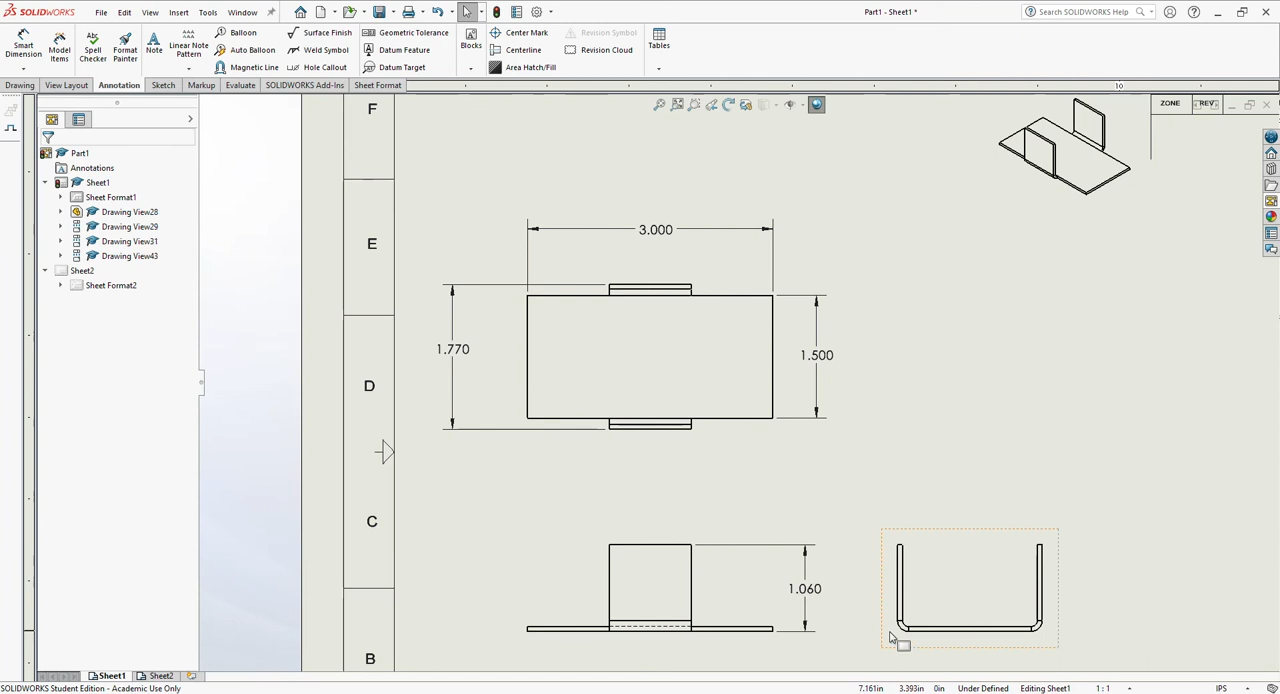 SOLIDWORKS File Edit View Insert Tools Window Part1 - Sheet1 * Search SOLIDWORKS Help
Smart Dimension
Model Items
Spell Checker
Format Painter
Note
Linear Note Pattern
Balloon
Auto Balloon
Magnetic Line
Surface Finish
Weld Symbol
Hole Callout
Geometric Tolerance
Datum Feature
Datum Target
Blocks
Center Mark
Centerline
Area Hatch/Fill
Revision Symbol
Revision Cloud
Tables
Drawing View Layout Annotation Sketch Markup Evaluate SOLIDWORKS Add-Ins Sheet Format
10
Part1
Annotations
Sheet1
Sheet Format1
Drawing View28
Drawing View29
Drawing View31
Drawing View43
Sheet2
Sheet Format2
F
E
D
C
B
ZONE REV.
3.000
1.770
1.500
1.060
Sheet1 Sheet2
SOLIDWORKS Student Edition - Academic Use Only 7.161in 3.393in 0in Under Defined Editing Sheet1 1 : 1 IPS